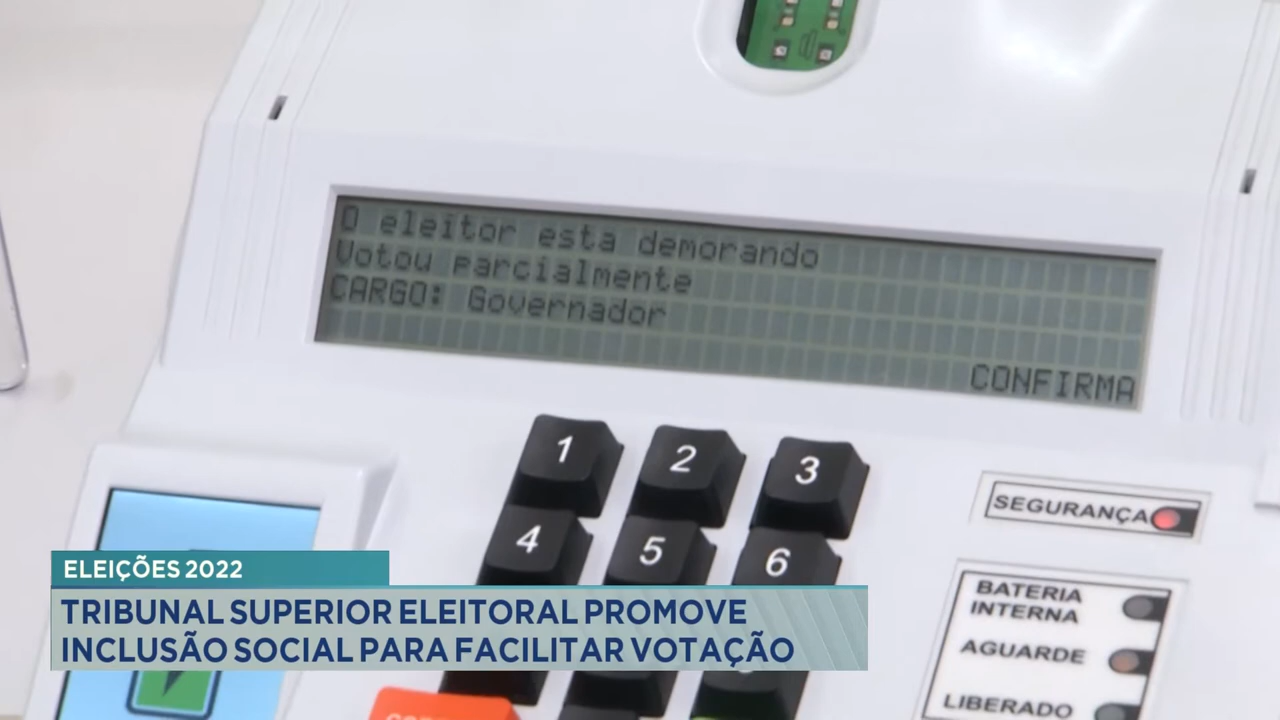 O eleitor esta demorando
Votou parcialmente
CARGO: Governador
CONFIRMA
1 2 3
4 5 6
SEGURANÇA
BATERIA
INTERNA
AGUARDE
LIBERADO
ELEIÇÕES 2022
TRIBUNAL SUPERIOR ELEITORAL PROMOVE
INCLUSÃO SOCIAL PARA FACILITAR VOTAÇÃO